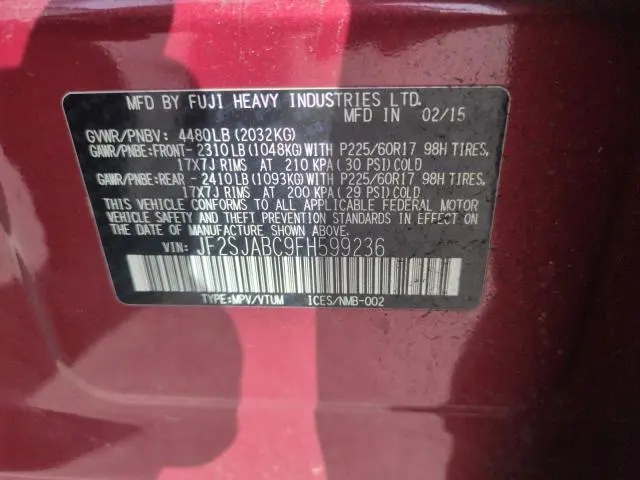 MFD BY FUJI HEAVY INDUSTRIES LTD.
MFD IN 02/15
GVWR/PNBV: 4480LB (2032KG)
GAWR/PNBE:FRONT- 2310 LB (1048KG) WITH P225/60R17 98H TIRES,
17X7J RIMS AT 210 KPA (30 PSI) COLD
GAWR/PNBE:REAR - 2410 LB (1093KG) WITH P225/60R17 98H TIRES,
17X7J RIMS AT 200 KPA (29 PSI) COLD
THIS VEHICLE CONFORMS TO ALL APPLICABLE FEDERAL MOTOR
VEHICLE SAFETY AND THEFT PREVENTION STANDARDS IN EFFECT ON
THE DATE OF MANUFACTURE SHOWN ABOVE.
VIN: JF2SJABC9FH599236
TYPE:MPV/VTUM ICES/NMB-002